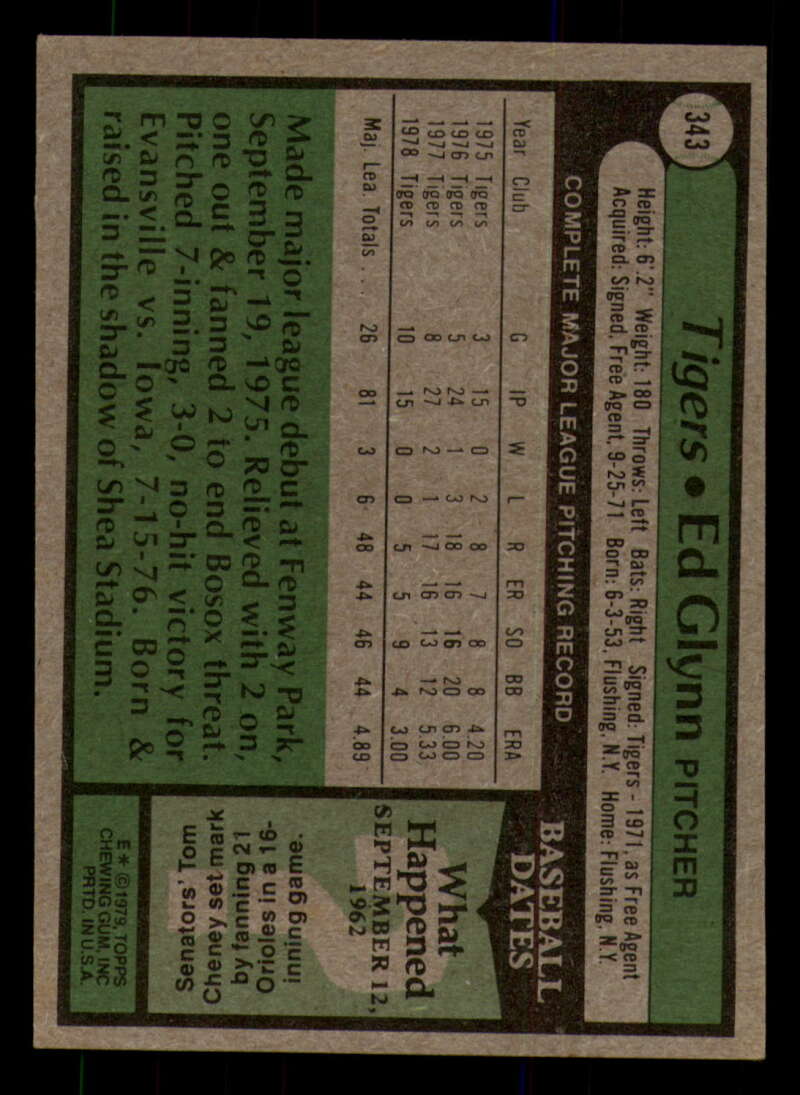 343
Tigers • Ed Glynn PITCHER
Height: 6'.2" Weight: 180 Throws: Left Bats: Right Signed: Tigers - 1971, as Free Agent
Acquired: Signed, Free Agent, 9-25-71 Born: 6-3-53, Flushing, N.Y. Home: Flushing, N.Y.
COMPLETE MAJOR LEAGUE PITCHING RECORD
Year Club G IP W L R ER SO BB ERA
1975 Tigers 3 15 0 2 8 7 8 8 4.20
1976 Tigers 5 24 1 3 18 16 16 20 6.00
1977 Tigers 8 27 2 1 17 16 13 12 5.33
1978 Tigers 10 15 0 0 5 5 9 4 3.00
Maj. Lea. Totals . . . 26 81 3 6 48 44 46 44 4.89
Made major league debut at Fenway Park,
September 19, 1975. Relieved with 2 on,
one out & fanned 2 to end Bosox threat.
Pitched 7-inning, 3-0, no-hit victory for
Evansville vs. Iowa, 7-15-76. Born &
raised in the shadow of Shea Stadium.
BASEBALL
DATES
What
Happened
SEPTEMBER 12,
1962
Senators' Tom
Cheney set mark
by fanning 21
Orioles in a 16-
inning game.
E * © 1979, TOPPS
CHEWING GUM, INC
PRTD. IN U.S.A.